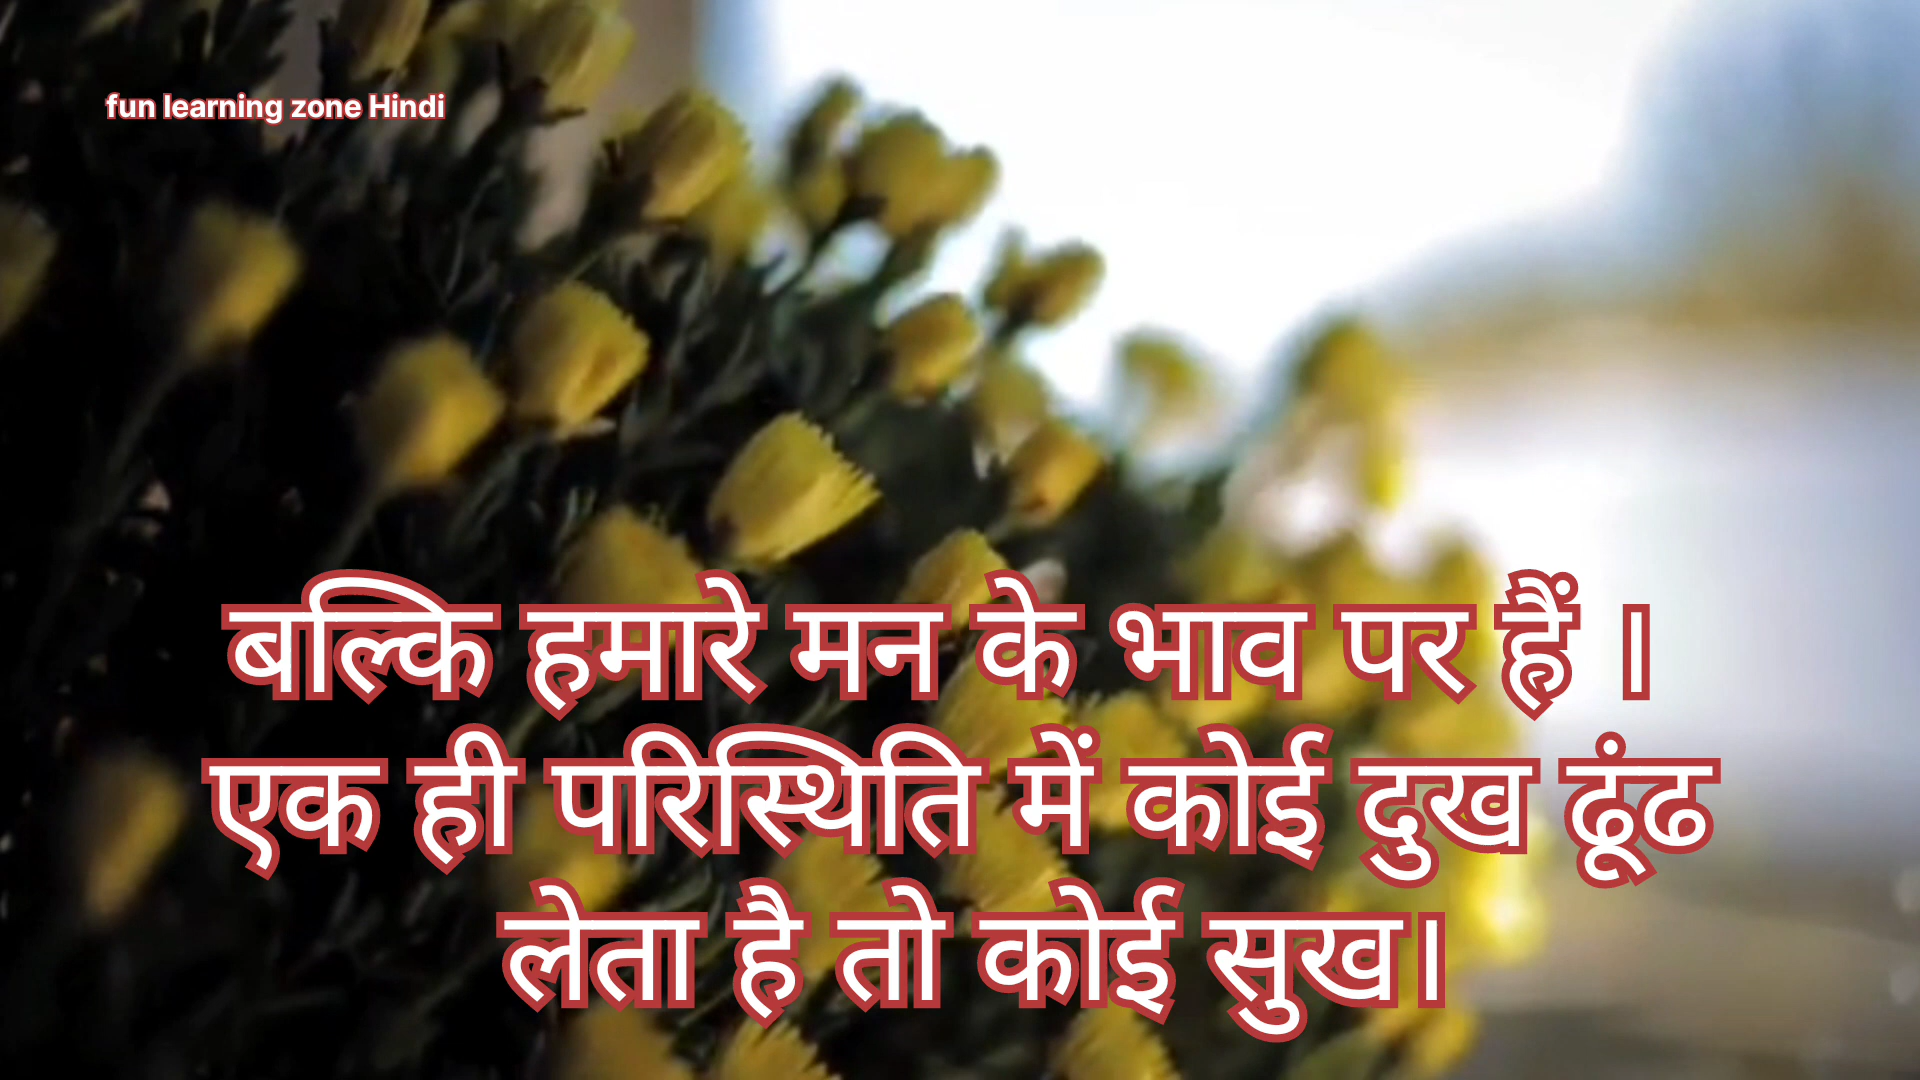 fun learning zone Hindi
बल्कि हमारे मन के भाव पर हैं ।
एक ही परिस्थिति में कोई दुख ढूंढ
लेता है तो कोई सुख।